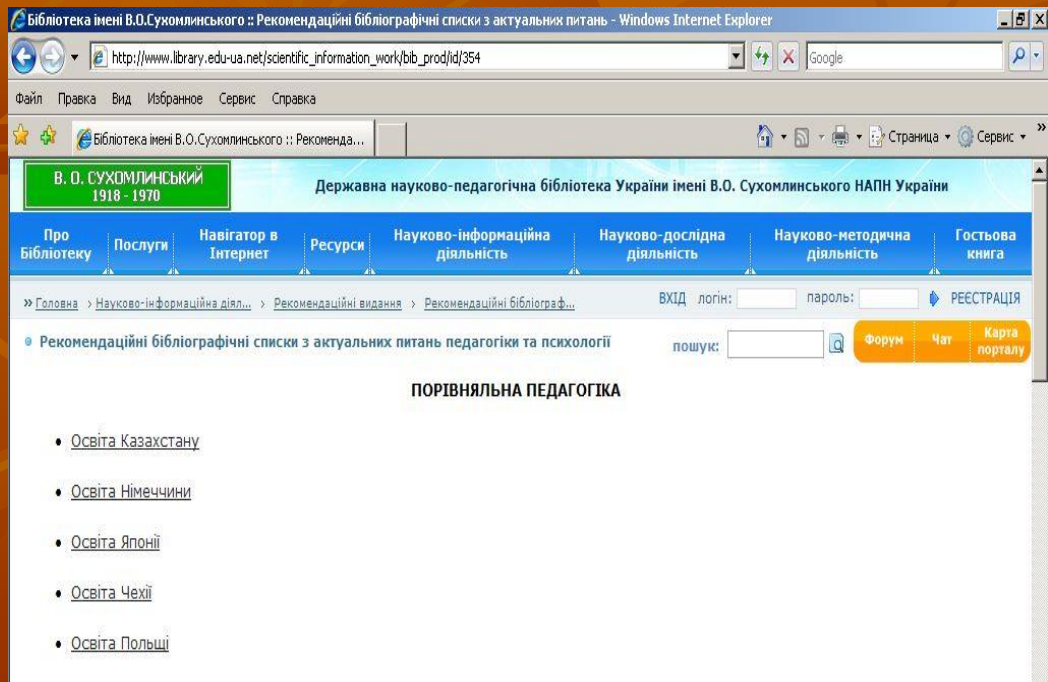 Бібліотека імені В.О.Сухомлинського :: Рекомендаційні бібліографічні списки з актуальних питань - Windows Internet Explorer
http://www.library.edu-ua.net/scientific_information_work/bib_prod/id/354
Google
Файл Правка Вид Избранное Сервис Справка
Бібліотека імені В.О.Сухомлинського :: Рекоменда...
Страница
Сервис
»
В. О. СУХОМЛИНСЬКИЙ
1918 - 1970
Державна науково-педагогічна бібліотека України імені В.О. Сухомлинського НАПН України
Про Бібліотеку
Послуги
Навігатор в Інтернет
Ресурси
Науково-інформаційна діяльність
Науково-дослідна діяльність
Науково-методична діяльність
Гостьова книга
» Головна › Науково-інформаційна діял... › Рекомендаційні видання › Рекомендаційні бібліограф...
ВХІД логін: пароль: РЕЄСТРАЦІЯ
Рекомендаційні бібліографічні списки з актуальних питань педагогіки та психології
пошук:
Форум
Чат
Карта порталу
ПОРІВНЯЛЬНА ПЕДАГОГІКА
• Освіта Казахстану
• Освіта Німеччини
• Освіта Японії
• Освіта Чехії
• Освіта Польщі